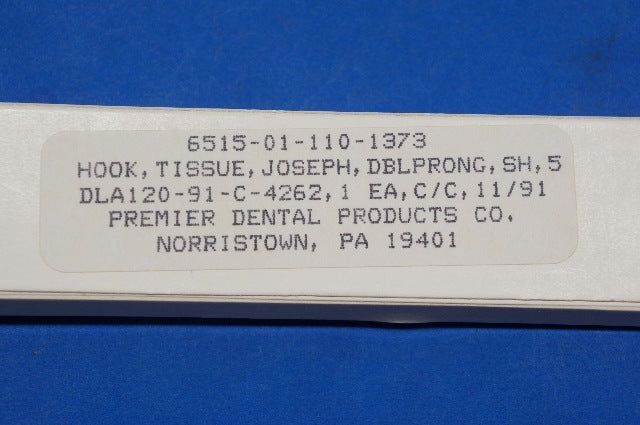 6515-01-110-1373
HOOK, TISSUE, JOSEPH, DBLPRONG, SH, 5
DLA120-91-C-4262, 1 EA, C/C, 11/91
PREMIER DENTAL PRODUCTS CO.
NORRISTOWN, PA 19401